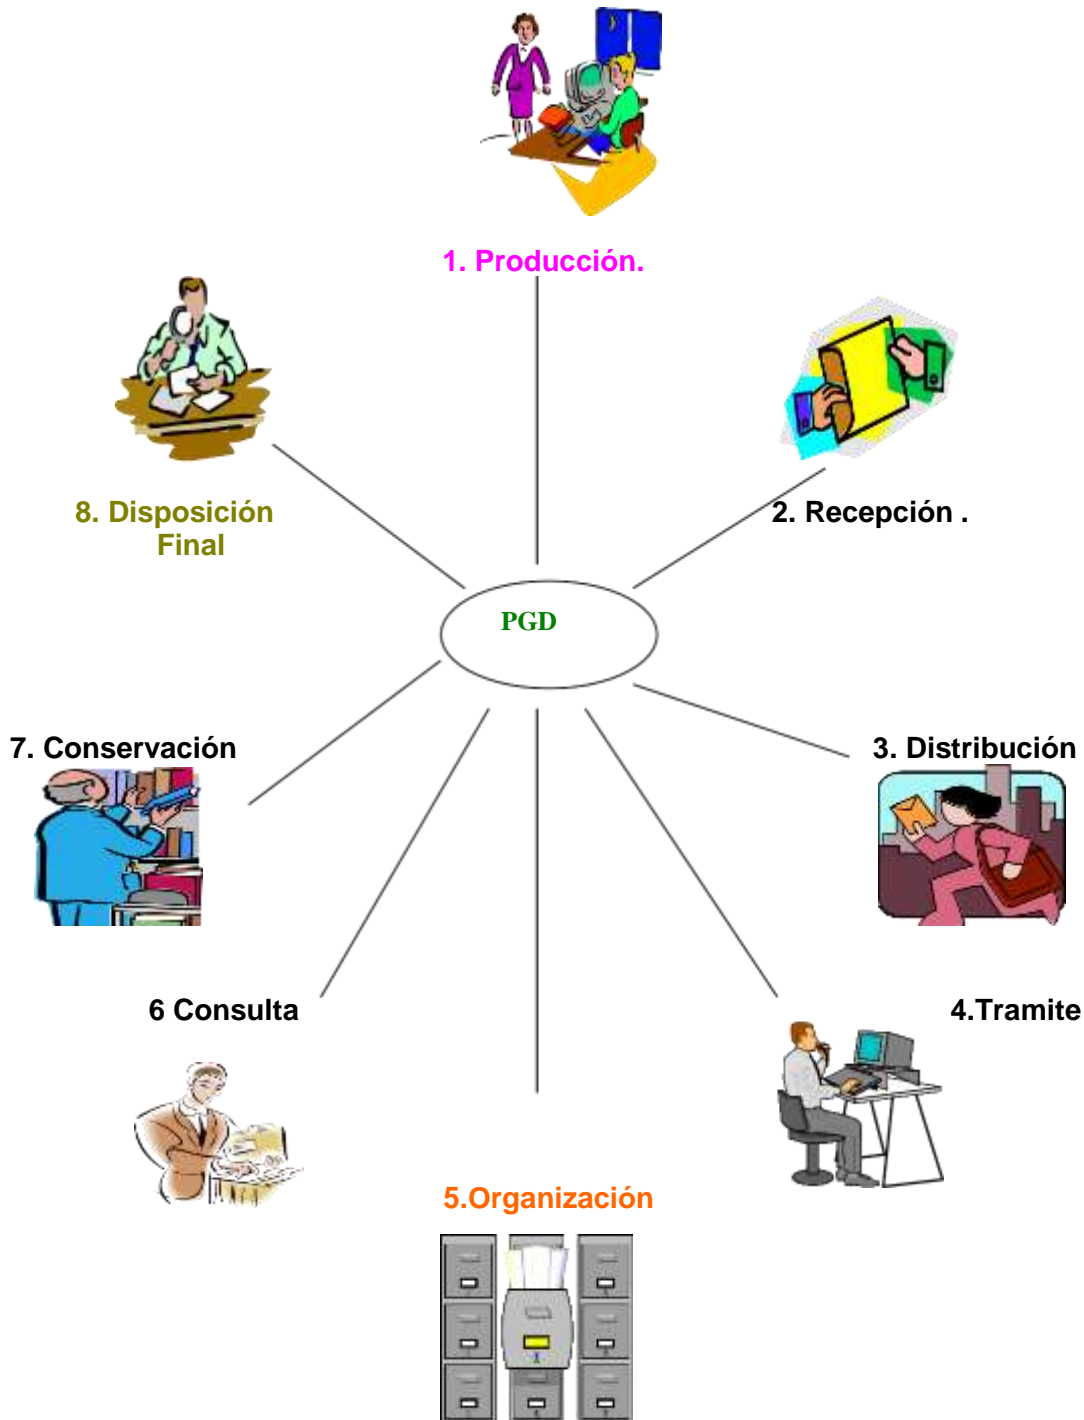 1. Producción.
2. Recepción .
8. Disposición
Final
PGD
7. Conservación
3. Distribución
6 Consulta
4.Tramite
5.Organización